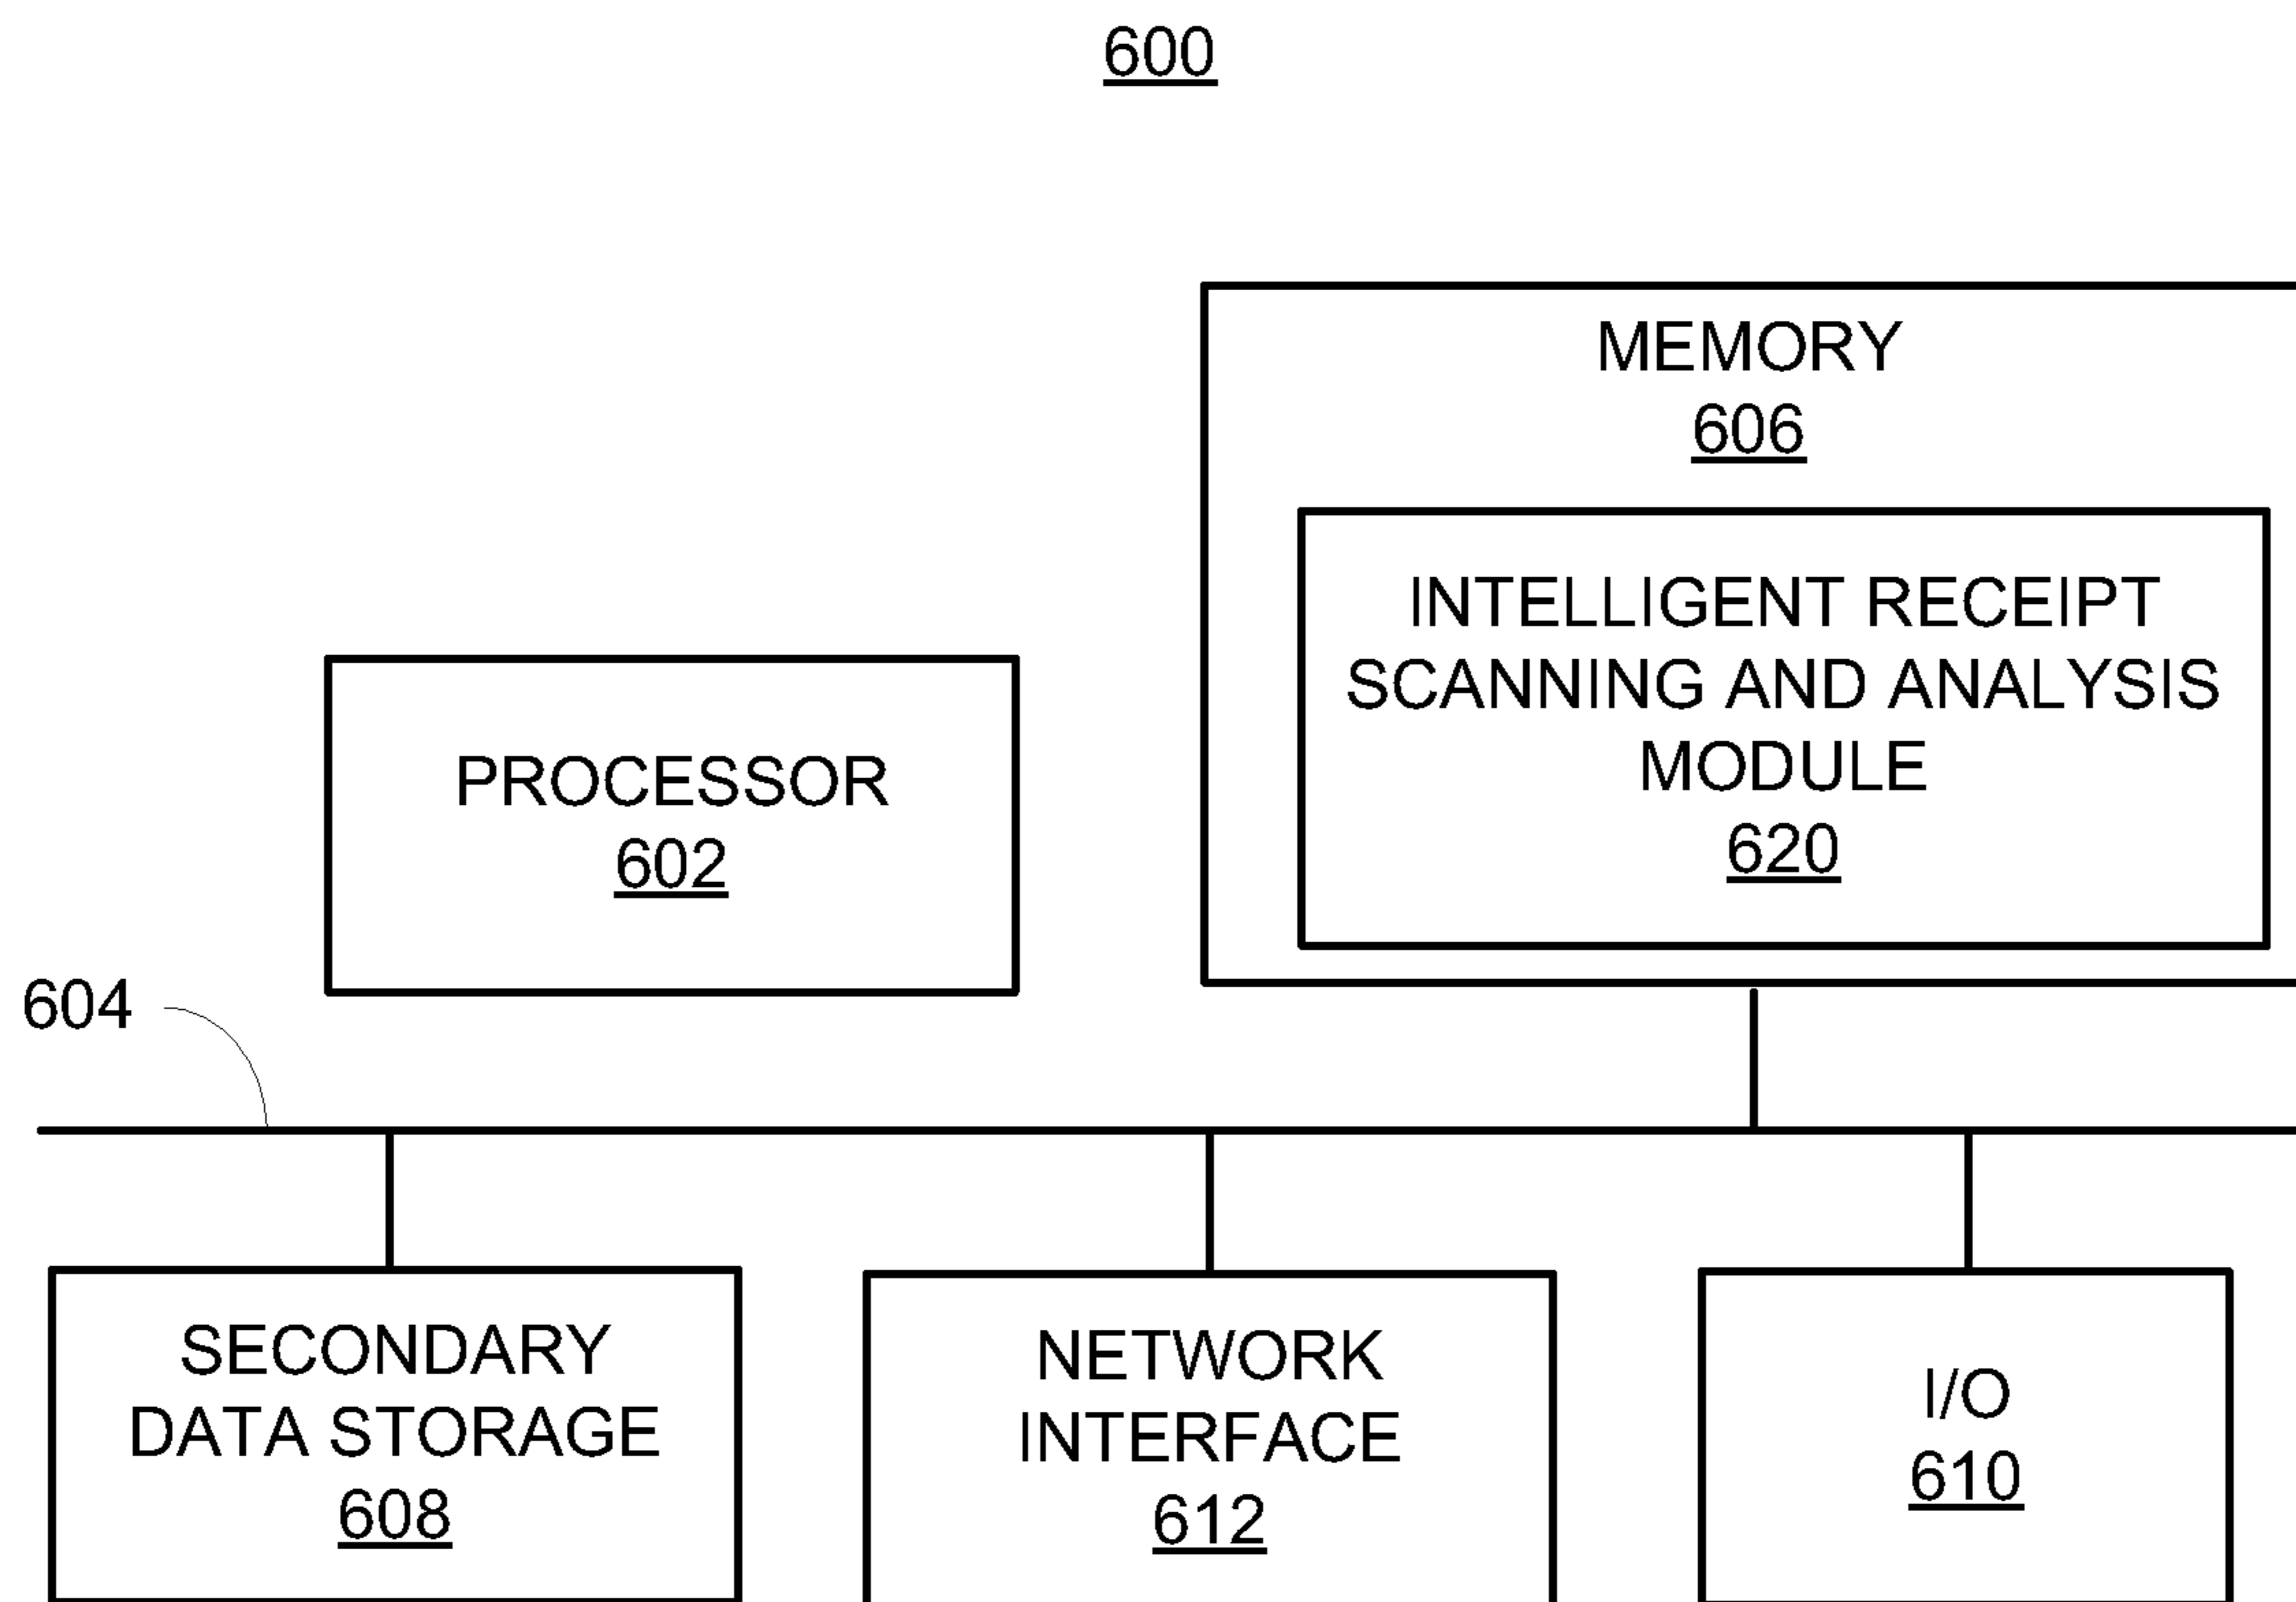 600
MEMORY
606
INTELLIGENT RECEIPT
SCANNING AND ANALYSIS
MODULE
620
PROCESSOR
602
604
SECONDARY
DATA STORAGE
608
NETWORK
INTERFACE
612
I/O
610